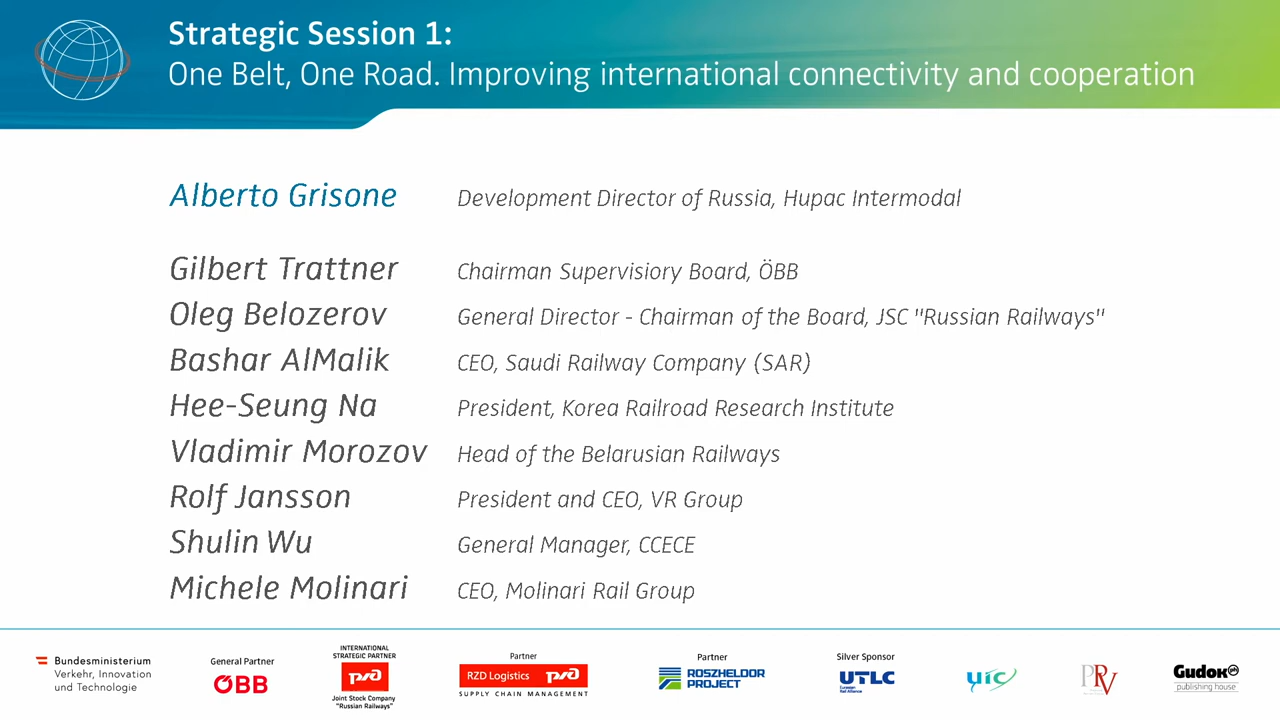 Strategic Session 1:
One Belt, One Road. Improving international connectivity and cooperation
Alberto Grisone Development Director of Russia, Hupac Intermodal
Gilbert Trattner Chairman Supervisiory Board, ÖBB
Oleg Belozerov General Director - Chairman of the Board, JSC "Russian Railways"
Bashar AlMalik CEO, Saudi Railway Company (SAR)
Hee-Seung Na President, Korea Railroad Research Institute
Vladimir Morozov Head of the Belarusian Railways
Rolf Jansson President and CEO, VR Group
Shulin Wu General Manager, CCECE
Michele Molinari CEO, Molinari Rail Group
Bundesministerium
Verkehr, Innovation
und Technologie
General Partner
ÖBB
INTERNATIONAL
STRATEGIC PARTNER
Joint Stock Company
"Russian Railways"
Partner
RZD Logistics
SUPPLY CHAIN MANAGEMENT
Partner
ROSZHELDOR
PROJECT
Silver Sponsor
UTLC
Eurasian
Rail Alliance
uic
PRV
Gudok
publishing house